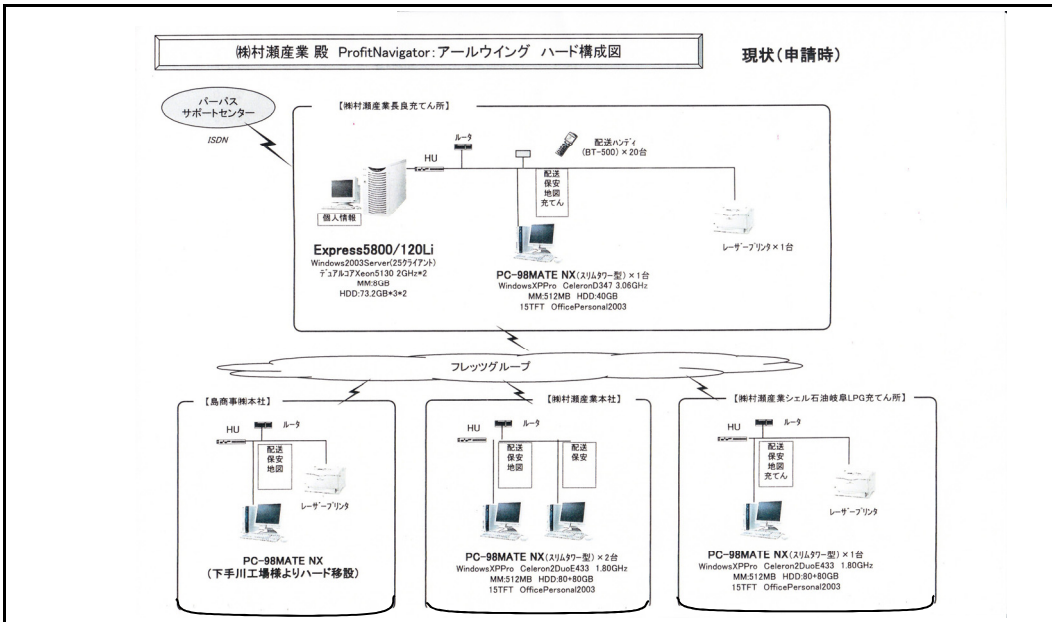 ㈱村瀬産業 殿 ProfitNavigator:アールウイング ハード構成図
現状(申請時)
パーパス
サポートセンター
ISDN
【㈱村瀬産業長良充てん所】
ルータ
HU
配送ハンディ
(BT-500)×20台
配送
保安
地図
充てん
個人情報
レーザープリンタ×1台
Express5800/120Li
Windows2003Server(25クライアント)
デュアルコアXeon5130 2GHz*2
MM:8GB
HDD:73.2GB*3*2
PC-98MATE NX(スリムタワー型)×1台
WindowsXPPro CeleronD347 3.06GHz
MM:512MB HDD:40GB
15TFT OfficePersonal2003
フレッツグループ
【島商事㈱本社】
ルータ
HU
配送
保安
地図
レーザープリンタ
PC-98MATE NX
(下手川工場様よりハード移設)
【㈱村瀬産業本社】
ルータ
HU
配送
保安
地図
配送
保安
PC-98MATE NX(スリムタワー型)×2台
WindowsXPPro Celeron2DuoE433 1.80GHz
MM:512MB HDD:80+80GB
15TFT OfficePersonal2003
【㈱村瀬産業シェル石油岐阜LPG充てん所】
ルータ
HU
配送
保安
地図
充てん
レーザープリンタ
PC-98MATE NX(スリムタワー型)×1台
WindowsXPPro Celeron2DuoE433 1.80GHz
MM:512MB HDD:80+80GB
15TFT OfficePersonal2003